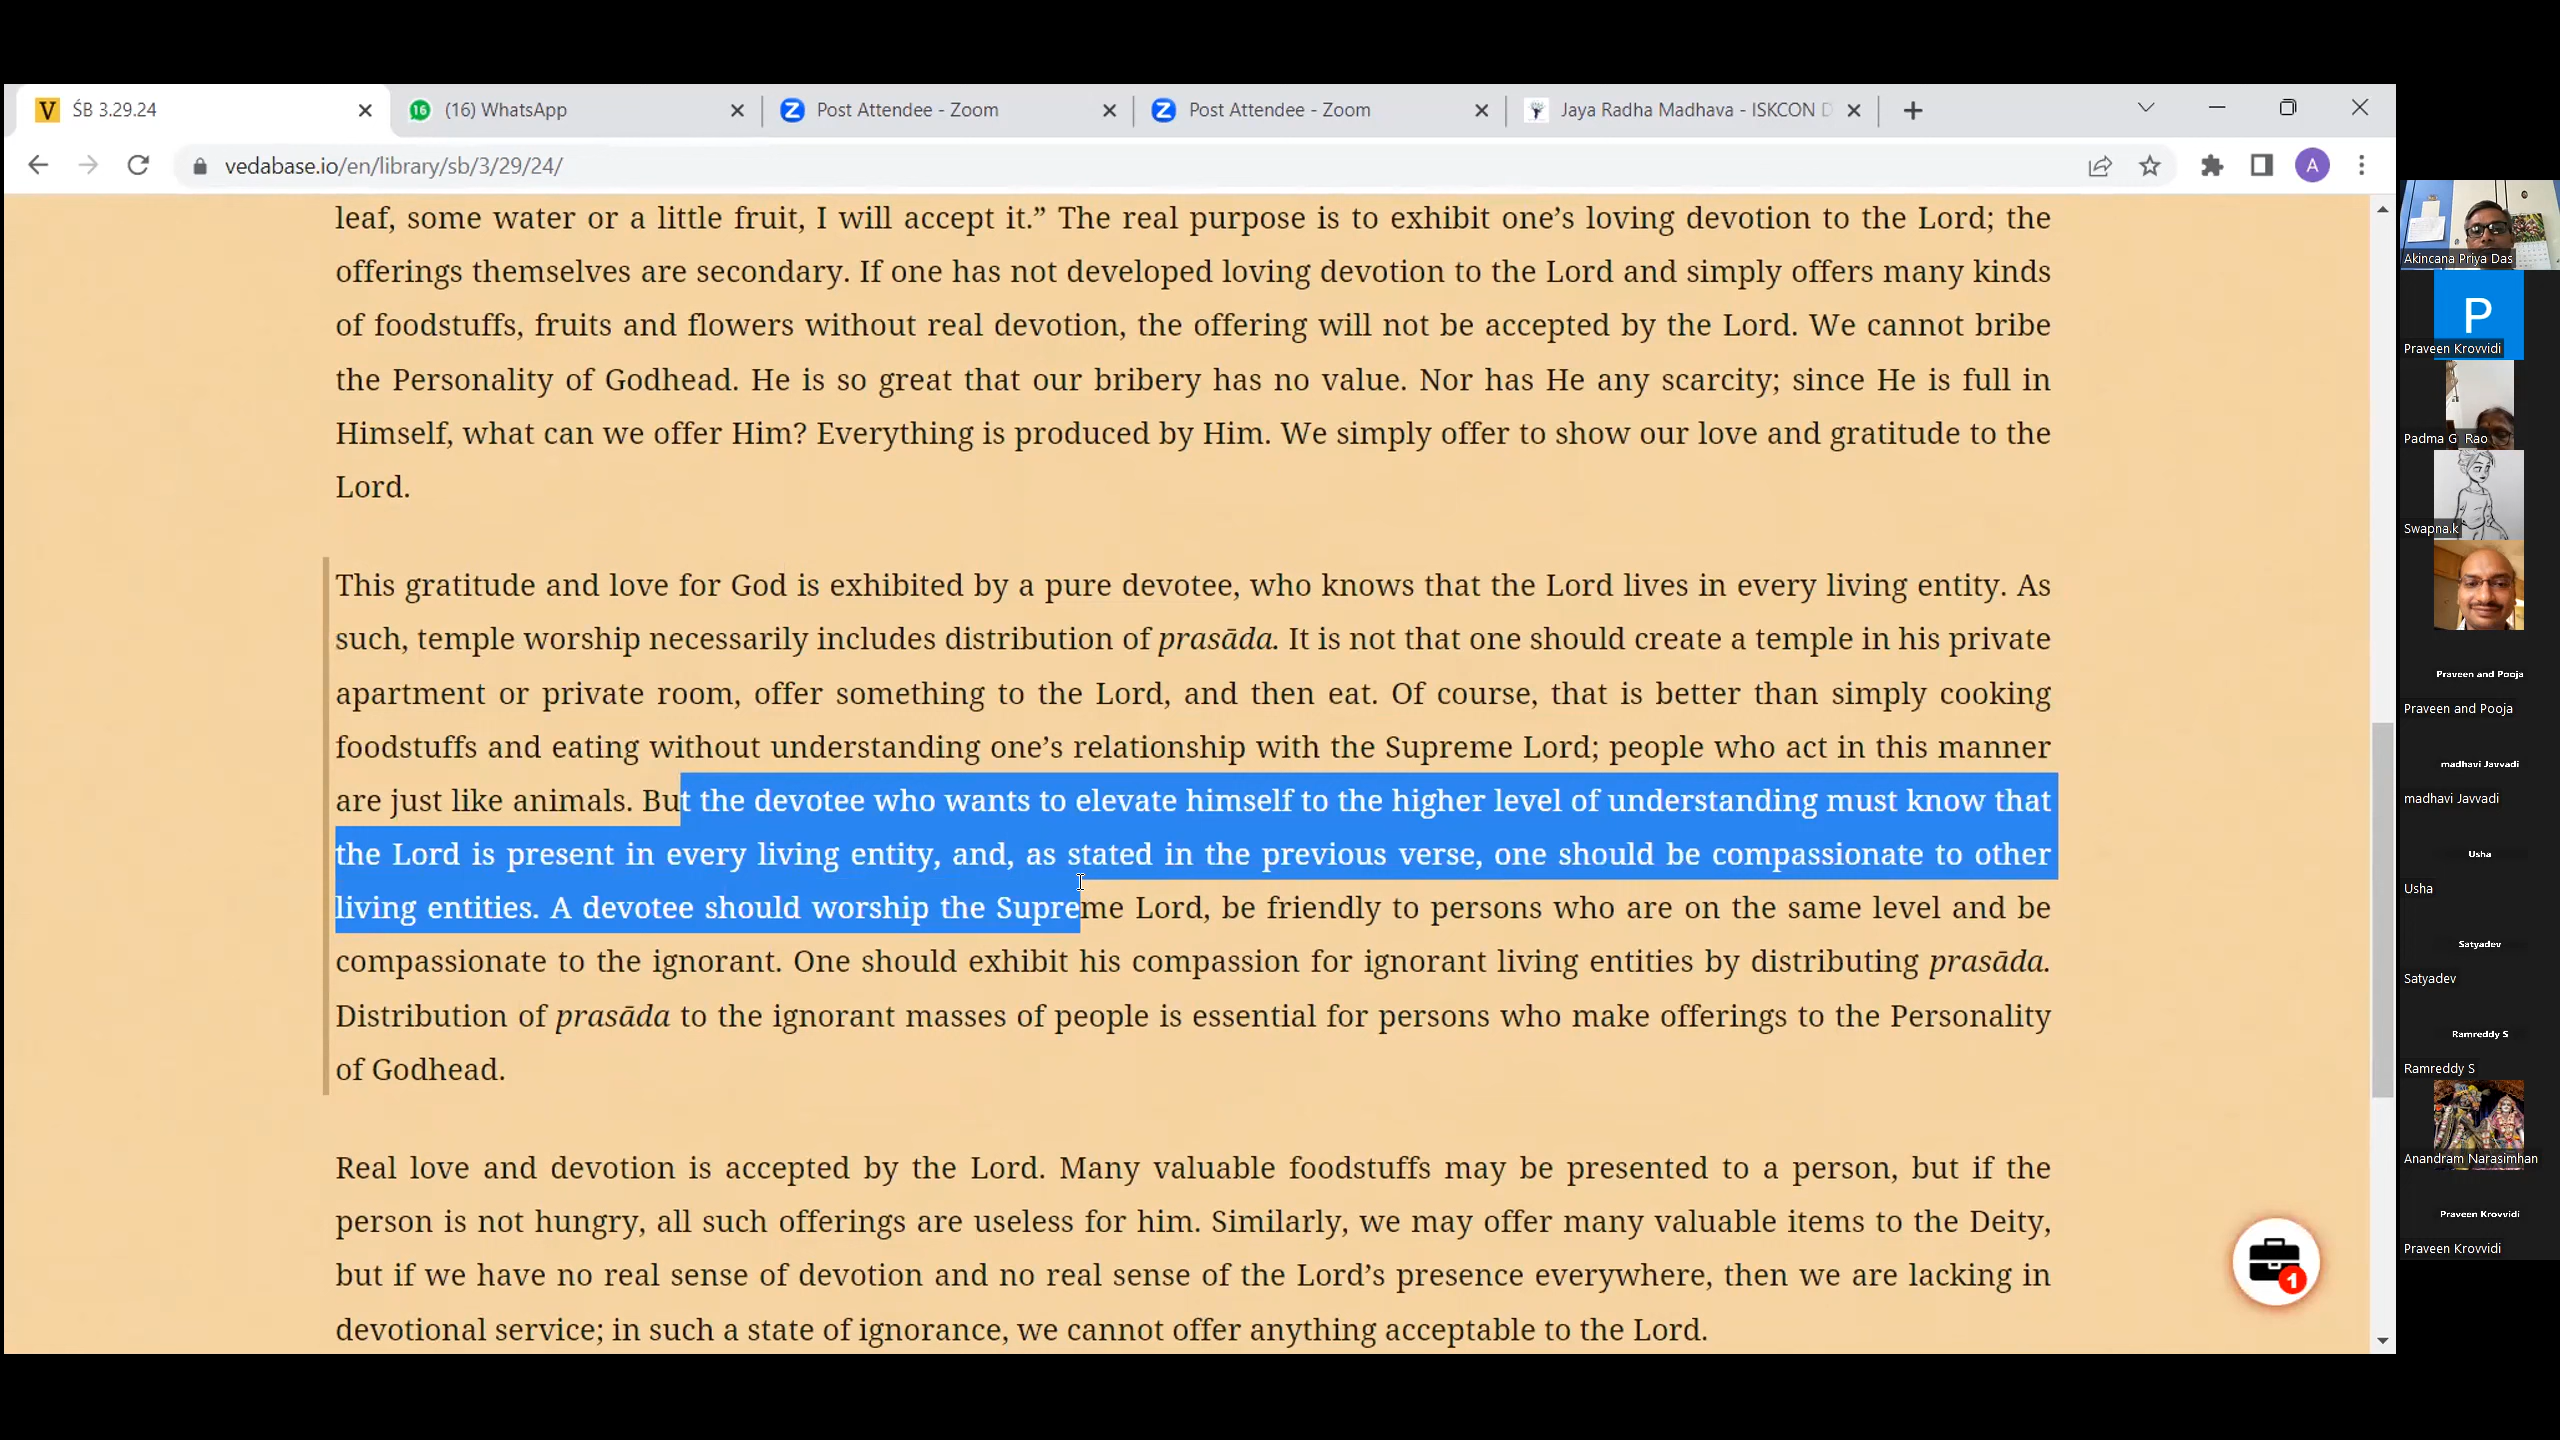 ŚB 3.29.24
16
(16) WhatsApp
Post Attendee - Zoom
Post Attendee - Zoom
Jaya Radha Madhava - ISKCON D
vedabase.io/en/library/sb/3/29/24/
A
leaf, some water or a little fruit, I will accept it.” The real purpose is to exhibit one’s loving devotion to the Lord; the
offerings themselves are secondary. If one has not developed loving devotion to the Lord and simply offers many kinds
of foodstuffs, fruits and flowers without real devotion, the offering will not be accepted by the Lord. We cannot bribe
the Personality of Godhead. He is so great that our bribery has no value. Nor has He any scarcity; since He is full in
Himself, what can we offer Him? Everything is produced by Him. We simply offer to show our love and gratitude to the
Lord.
This gratitude and love for God is exhibited by a pure devotee, who knows that the Lord lives in every living entity. As
such, temple worship necessarily includes distribution of prasāda. It is not that one should create a temple in his private
apartment or private room, offer something to the Lord, and then eat. Of course, that is better than simply cooking
foodstuffs and eating without understanding one’s relationship with the Supreme Lord; people who act in this manner
are just like animals. But the devotee who wants to elevate himself to the higher level of understanding must know that
the Lord is present in every living entity, and, as stated in the previous verse, one should be compassionate to other
living entities. A devotee should worship the Supreme Lord, be friendly to persons who are on the same level and be
compassionate to the ignorant. One should exhibit his compassion for ignorant living entities by distributing prasāda.
Distribution of prasāda to the ignorant masses of people is essential for persons who make offerings to the Personality
of Godhead.
Real love and devotion is accepted by the Lord. Many valuable foodstuffs may be presented to a person, but if the
person is not hungry, all such offerings are useless for him. Similarly, we may offer many valuable items to the Deity,
but if we have no real sense of devotion and no real sense of the Lord’s presence everywhere, then we are lacking in
devotional service; in such a state of ignorance, we cannot offer anything acceptable to the Lord.
1
Akincana Priya Das
P
Praveen Krovvidi
Padma G Rao
Swapna.k
Praveen and Pooja
Praveen and Pooja
madhavi Javvadi
madhavi Javvadi
Usha
Usha
Satyadev
Satyadev
Ramreddy S
Ramreddy S
Anandram Narasimhan
Praveen Krovvidi
Praveen Krovvidi